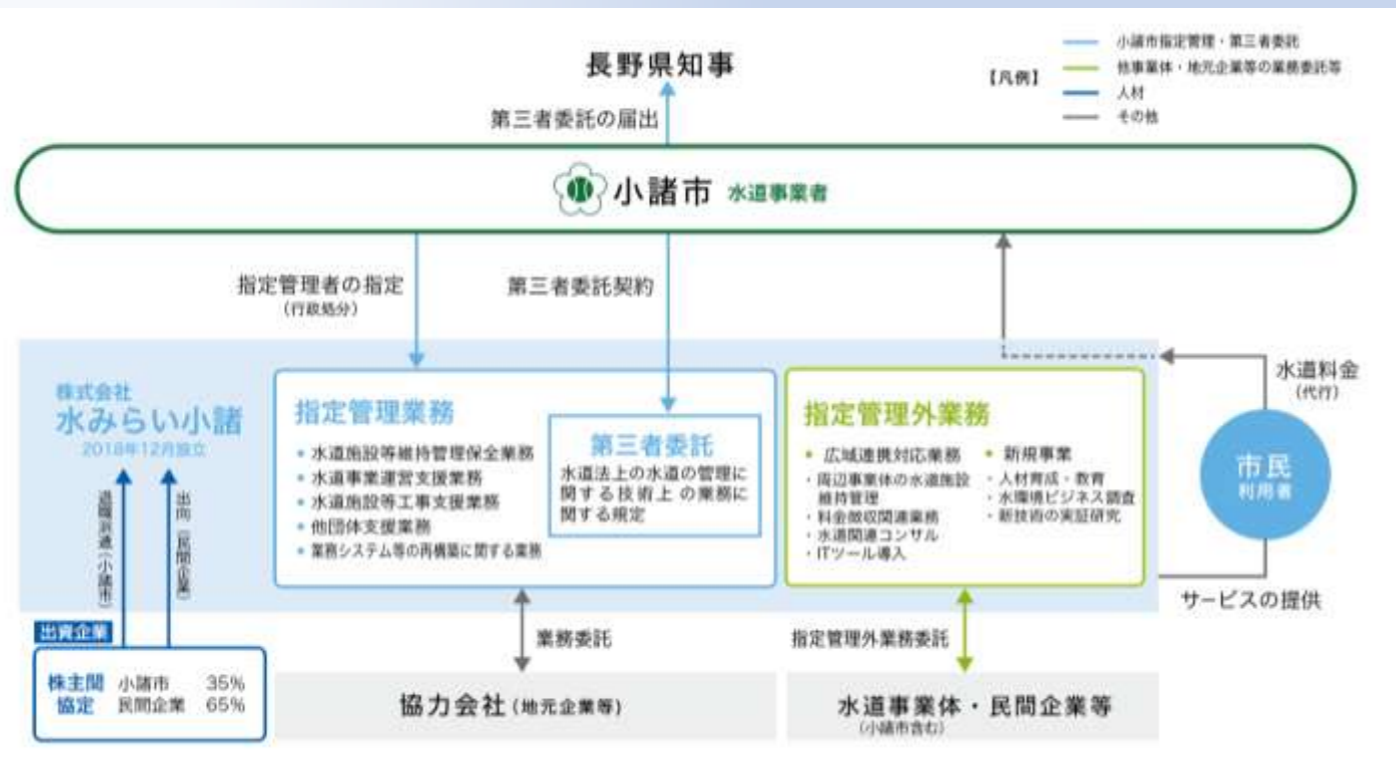 長野県知事
第三者委託の届出
【凡例】
小諸市指定管理・第三者委託
他事業体・地元企業等の業務委託等
人材
その他
小諸市 水道事業者
指定管理者の指定
(行政処分)
第三者委託契約
株式会社
水みらい小諸
2018年12月設立
退職派遣(小諸市)
出向(民間企業)
指定管理業務
• 水道施設等維持管理保全業務
• 水道事業運営支援業務
• 水道施設等工事支援業務
• 他団体支援業務
• 業務システム等の再構築に関する業務
第三者委託
水道法上の水道の管理に
関する技術上 の業務に
関する規定
指定管理外業務
• 広域連携対応業務
・周辺事業体の水道施設
維持管理
・料金徴収関連業務
・水道関連コンサル
・ITツール導入
• 新規事業
・人材育成・教育
・水環境ビジネス調査
・新技術の実証研究
水道料金
(代行)
市民
利用者
サービスの提供
出資企業
株主間 小諸市 35%
協定 民間企業 65%
業務委託
指定管理外業務委託
協力会社(地元企業等)
水道事業体・民間企業等
(小諸市含む)